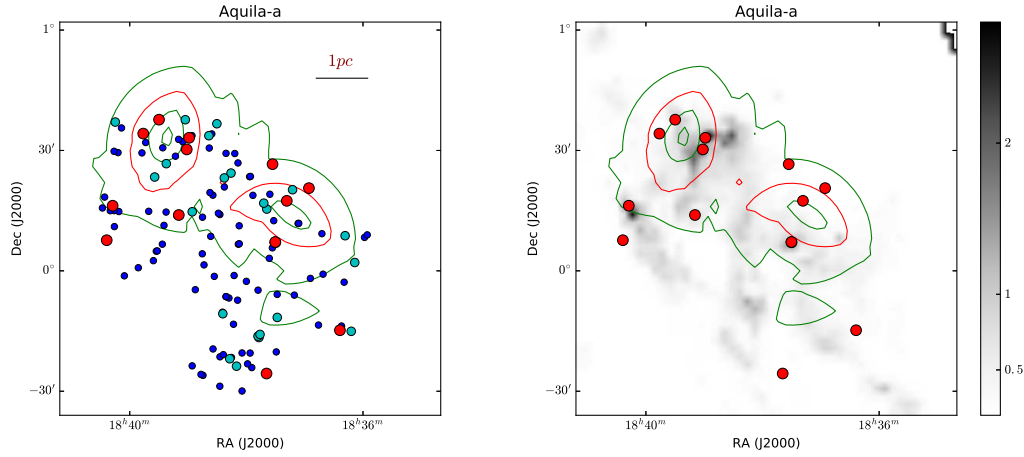 Aquila-a
1°
30′
0°
−30′
Dec (J2000)
1pc
18ʰ40ᵐ
18ʰ36ᵐ
RA (J2000)
Aquila-a
1°
30′
0°
−30′
Dec (J2000)
18ʰ40ᵐ
18ʰ36ᵐ
RA (J2000)
2
1
0.5